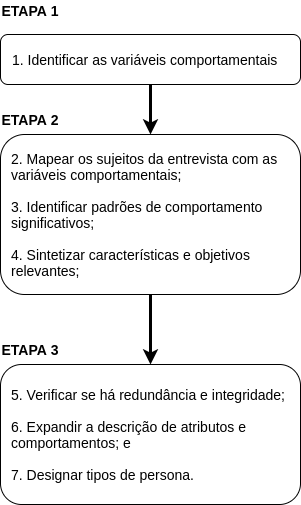 ETAPA 1
1. Identificar as variáveis comportamentais
ETAPA 2
2. Mapear os sujeitos da entrevista com as
variáveis comportamentais;
3. Identificar padrões de comportamento
significativos;
4. Sintetizar características e objetivos
relevantes;
ETAPA 3
5. Verificar se há redundância e integridade;
6. Expandir a descrição de atributos e
comportamentos; e
7. Designar tipos de persona.